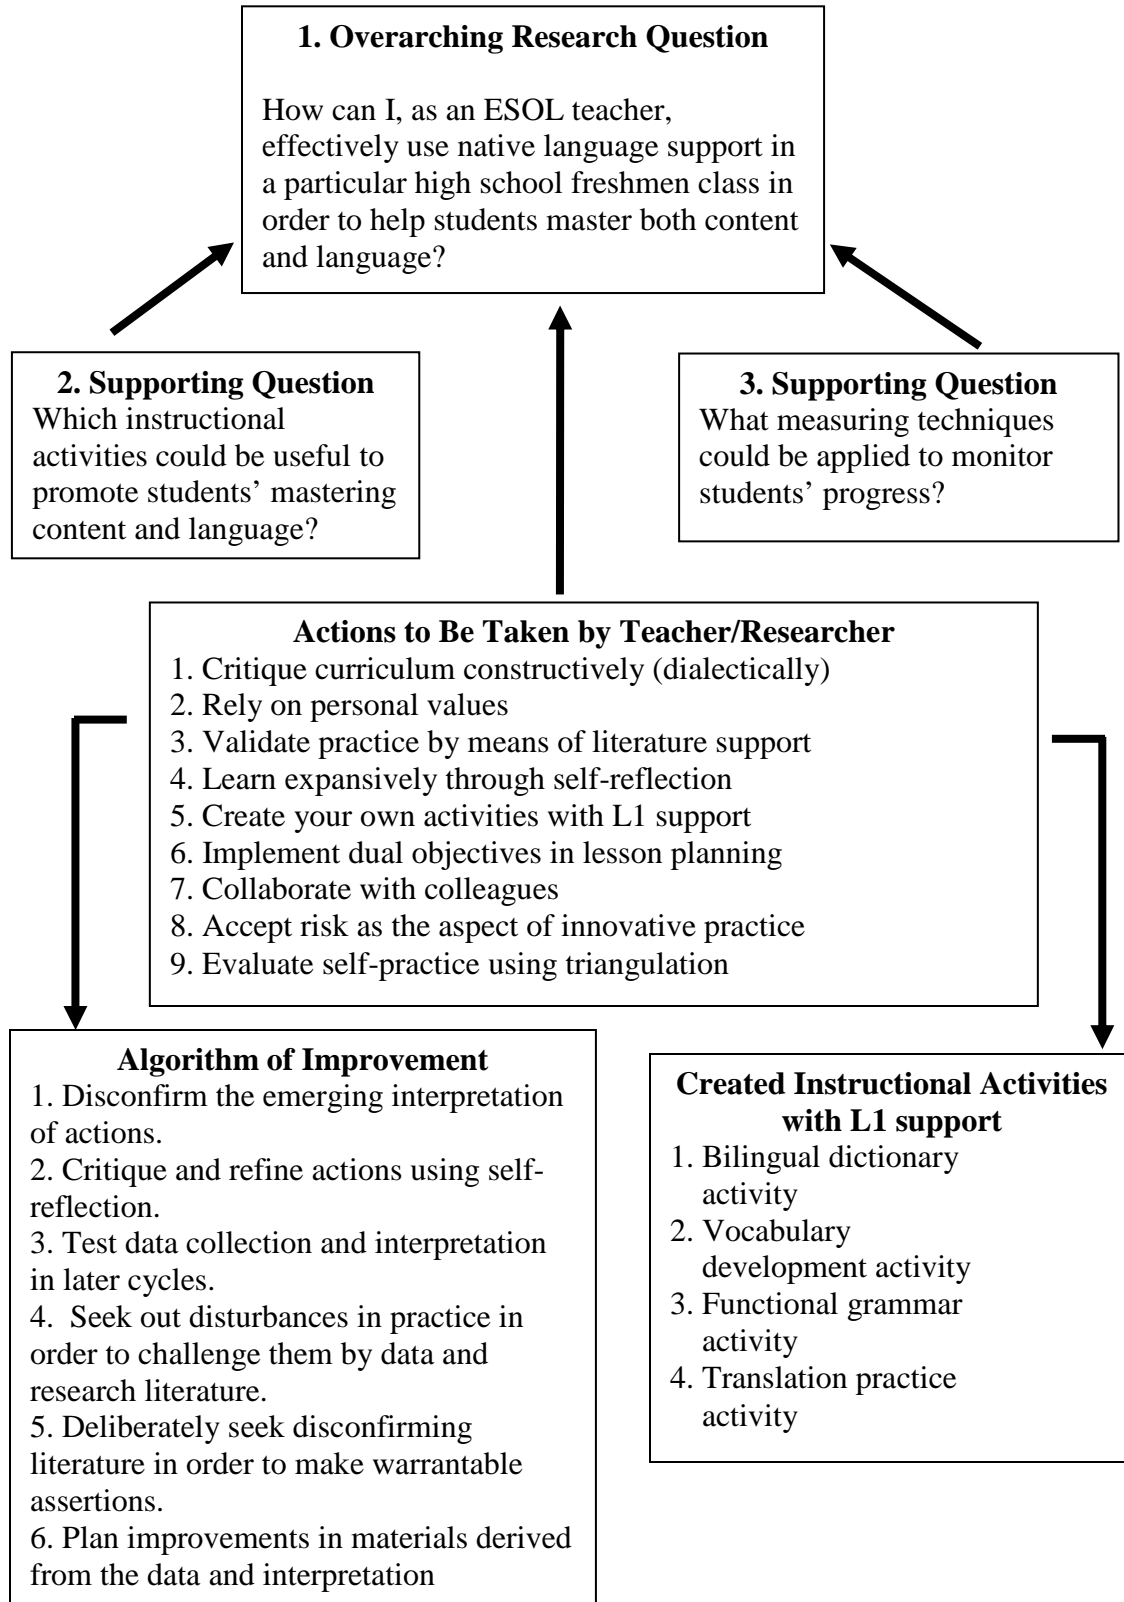 1. Overarching Research Question
How can I, as an ESOL teacher,
effectively use native language support in
a particular high school freshmen class in
order to help students master both content
and language?
2. Supporting Question
Which instructional
activities could be useful to
promote students’ mastering
content and language?
3. Supporting Question
What measuring techniques
could be applied to monitor
students’ progress?
Actions to Be Taken by Teacher/Researcher
1. Critique curriculum constructively (dialectically)
2. Rely on personal values
3. Validate practice by means of literature support
4. Learn expansively through self-reflection
5. Create your own activities with L1 support
6. Implement dual objectives in lesson planning
7. Collaborate with colleagues
8. Accept risk as the aspect of innovative practice
9. Evaluate self-practice using triangulation
Algorithm of Improvement
1. Disconfirm the emerging interpretation
of actions.
2. Critique and refine actions using self-
reflection.
3. Test data collection and interpretation
in later cycles.
4.  Seek out disturbances in practice in
order to challenge them by data and
research literature.
5. Deliberately seek disconfirming
literature in order to make warrantable
assertions.
6. Plan improvements in materials derived
from the data and interpretation
Created Instructional Activities
with L1 support
1. Bilingual dictionary
activity
2. Vocabulary
development activity
3. Functional grammar
activity
4. Translation practice
activity